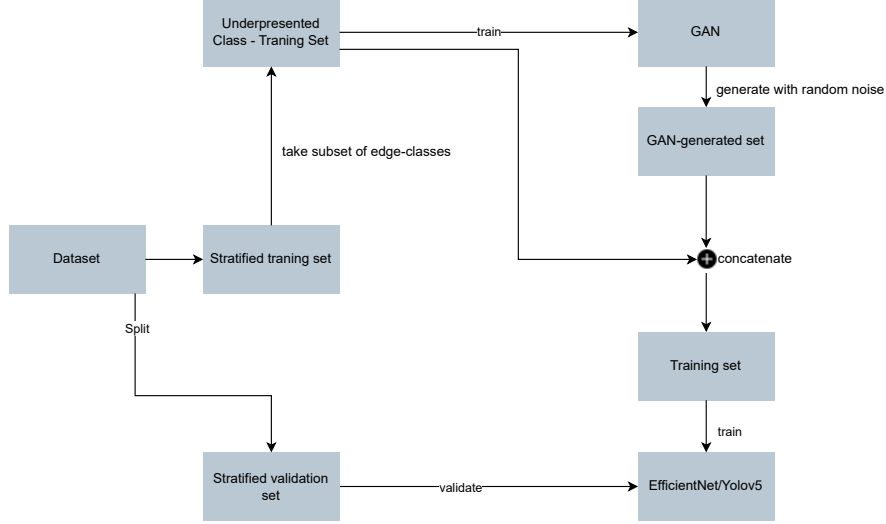 Underpresented
Class - Traning Set
train
GAN
generate with random noise
GAN-generated set
take subset of edge-classes
Dataset
Stratified traning set
concatenate
Split
Training set
train
Stratified validation
set
validate
EfficientNet/Yolov5